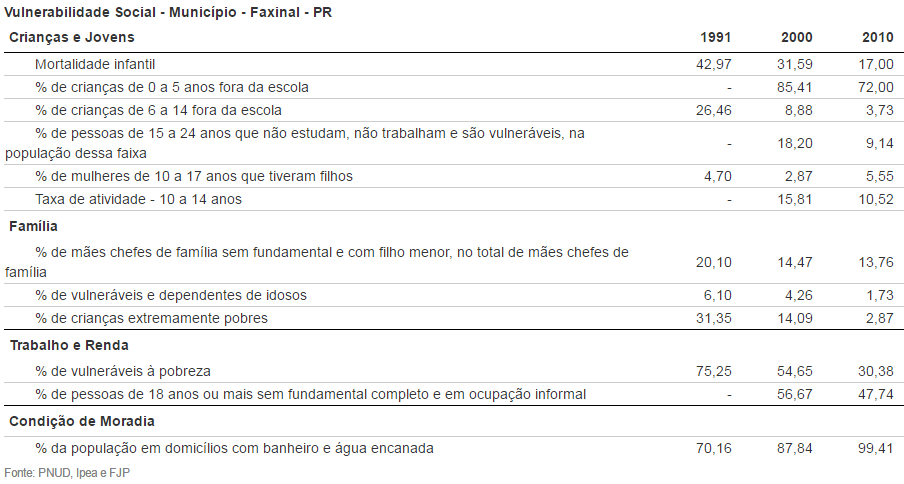 Vulnerabilidade Social - Município - Faxinal - PR
Crianças e Jovens 1991 2000 2010
Mortalidade infantil 42,97 31,59 17,00
% de crianças de 0 a 5 anos fora da escola - 85,41 72,00
% de crianças de 6 a 14 fora da escola 26,46 8,88 3,73
% de pessoas de 15 a 24 anos que não estudam, não trabalham e são vulneráveis, na
população dessa faixa - 18,20 9,14
% de mulheres de 10 a 17 anos que tiveram filhos 4,70 2,87 5,55
Taxa de atividade - 10 a 14 anos - 15,81 10,52
Família
% de mães chefes de família sem fundamental e com filho menor, no total de mães chefes de
família 20,10 14,47 13,76
% de vulneráveis e dependentes de idosos 6,10 4,26 1,73
% de crianças extremamente pobres 31,35 14,09 2,87
Trabalho e Renda
% de vulneráveis à pobreza 75,25 54,65 30,38
% de pessoas de 18 anos ou mais sem fundamental completo e em ocupação informal - 56,67 47,74
Condição de Moradia
% da população em domicílios com banheiro e água encanada 70,16 87,84 99,41
Fonte: PNUD, Ipea e FJP